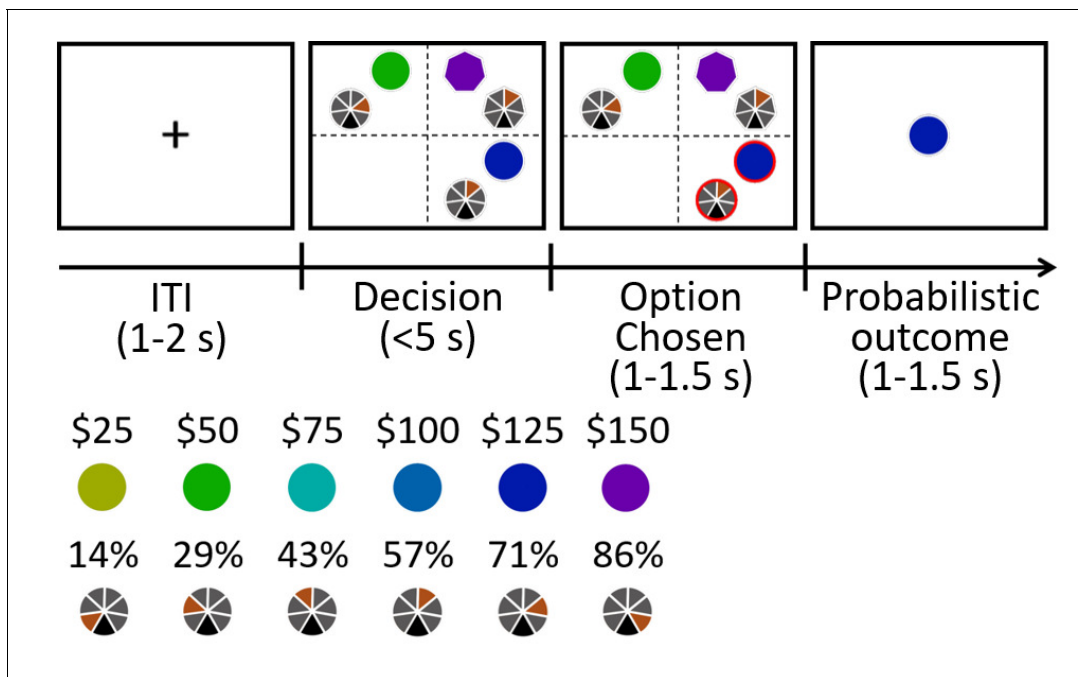 +
ITI
(1-2 s)
Decision
(<5 s)
Option
Chosen
(1-1.5 s)
Probabilistic
outcome
(1-1.5 s)
$25 $50 $75 $100 $125 $150
14% 29% 43% 57% 71% 86%